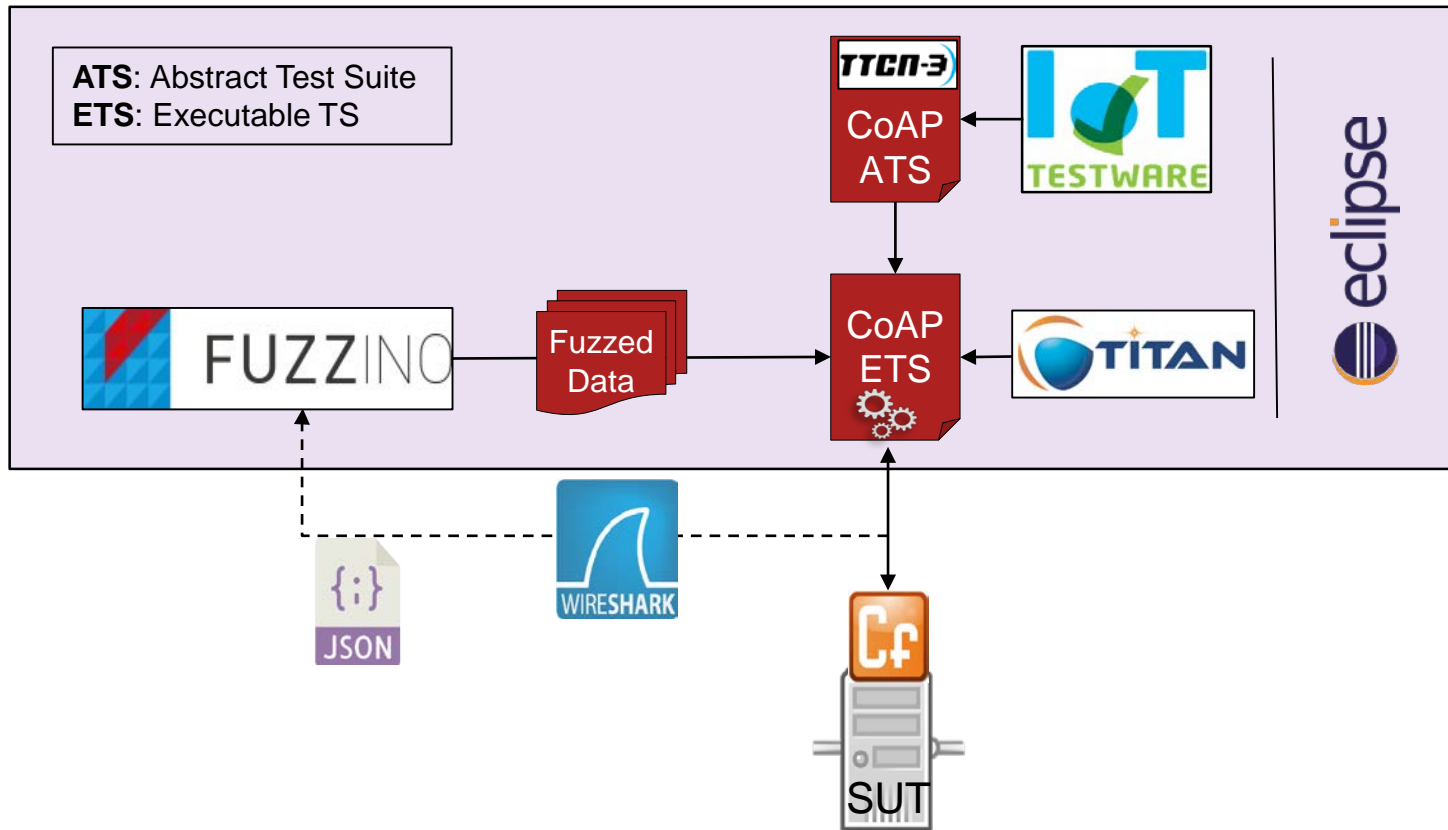 ATS: Abstract Test Suite
ETS: Executable TS
TTCN-3
CoAP
ATS
IoT
TESTWARE
eclipse
FUZZINO
Fuzzed
Data
CoAP
ETS
TITAN
{;}
JSON
WIRESHARK
Cf
SUT